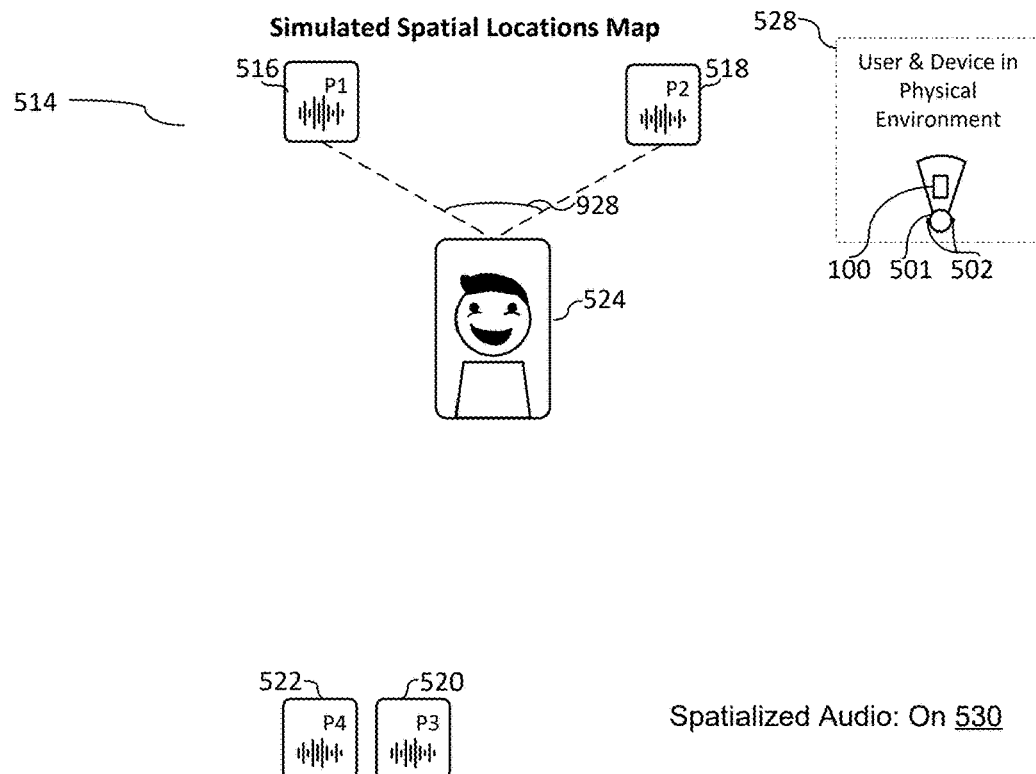 Simulated Spatial Locations Map
528
516
518
User & Device in
Physical
Environment
P1
P2
514
928
100
501
502
524
522
520
P4
P3
Spatialized Audio: On 530